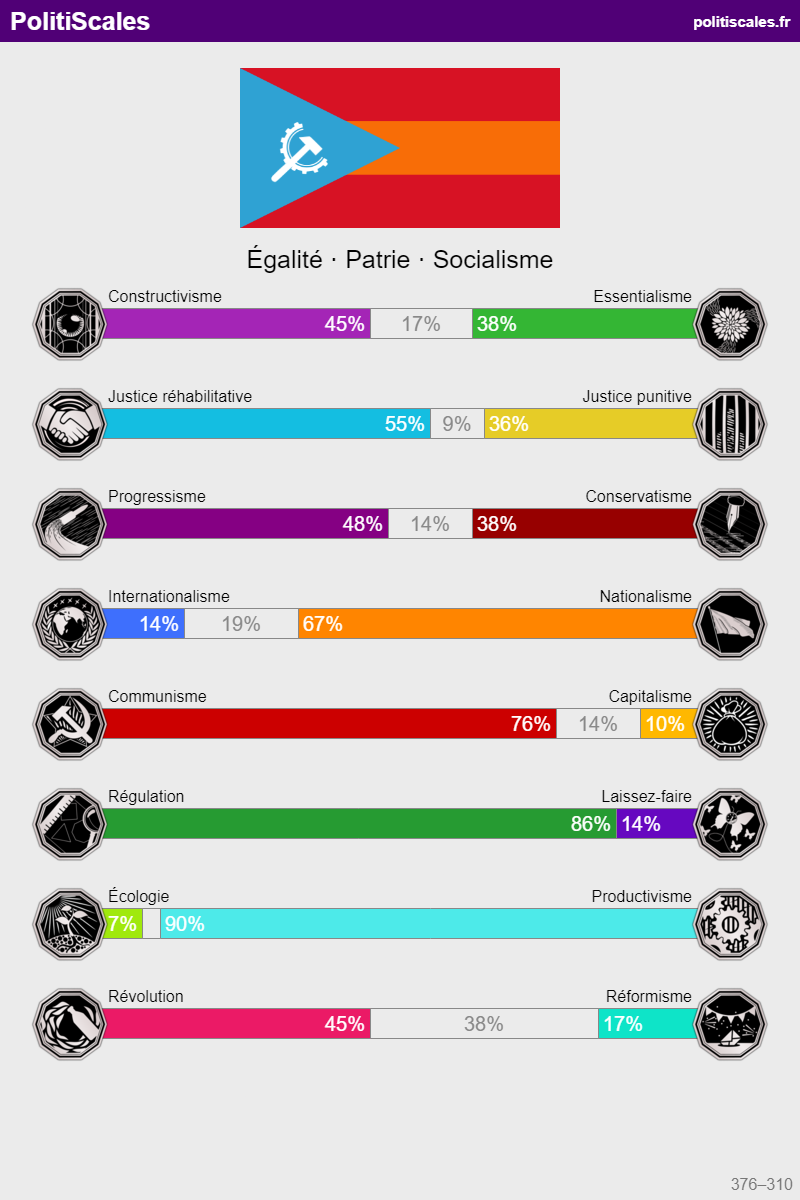 PolitiScales politiscales.fr
Égalité · Patrie · Socialisme
Constructivisme Essentialisme
45% 17% 38%
Justice réhabilitative Justice punitive
55% 9% 36%
Progressisme Conservatisme
48% 14% 38%
Internationalisme Nationalisme
14% 19% 67%
Communisme Capitalisme
76% 14% 10%
Régulation Laissez-faire
86% 14%
Écologie Productivisme
7% 90%
Révolution Réformisme
45% 38% 17%
376–310